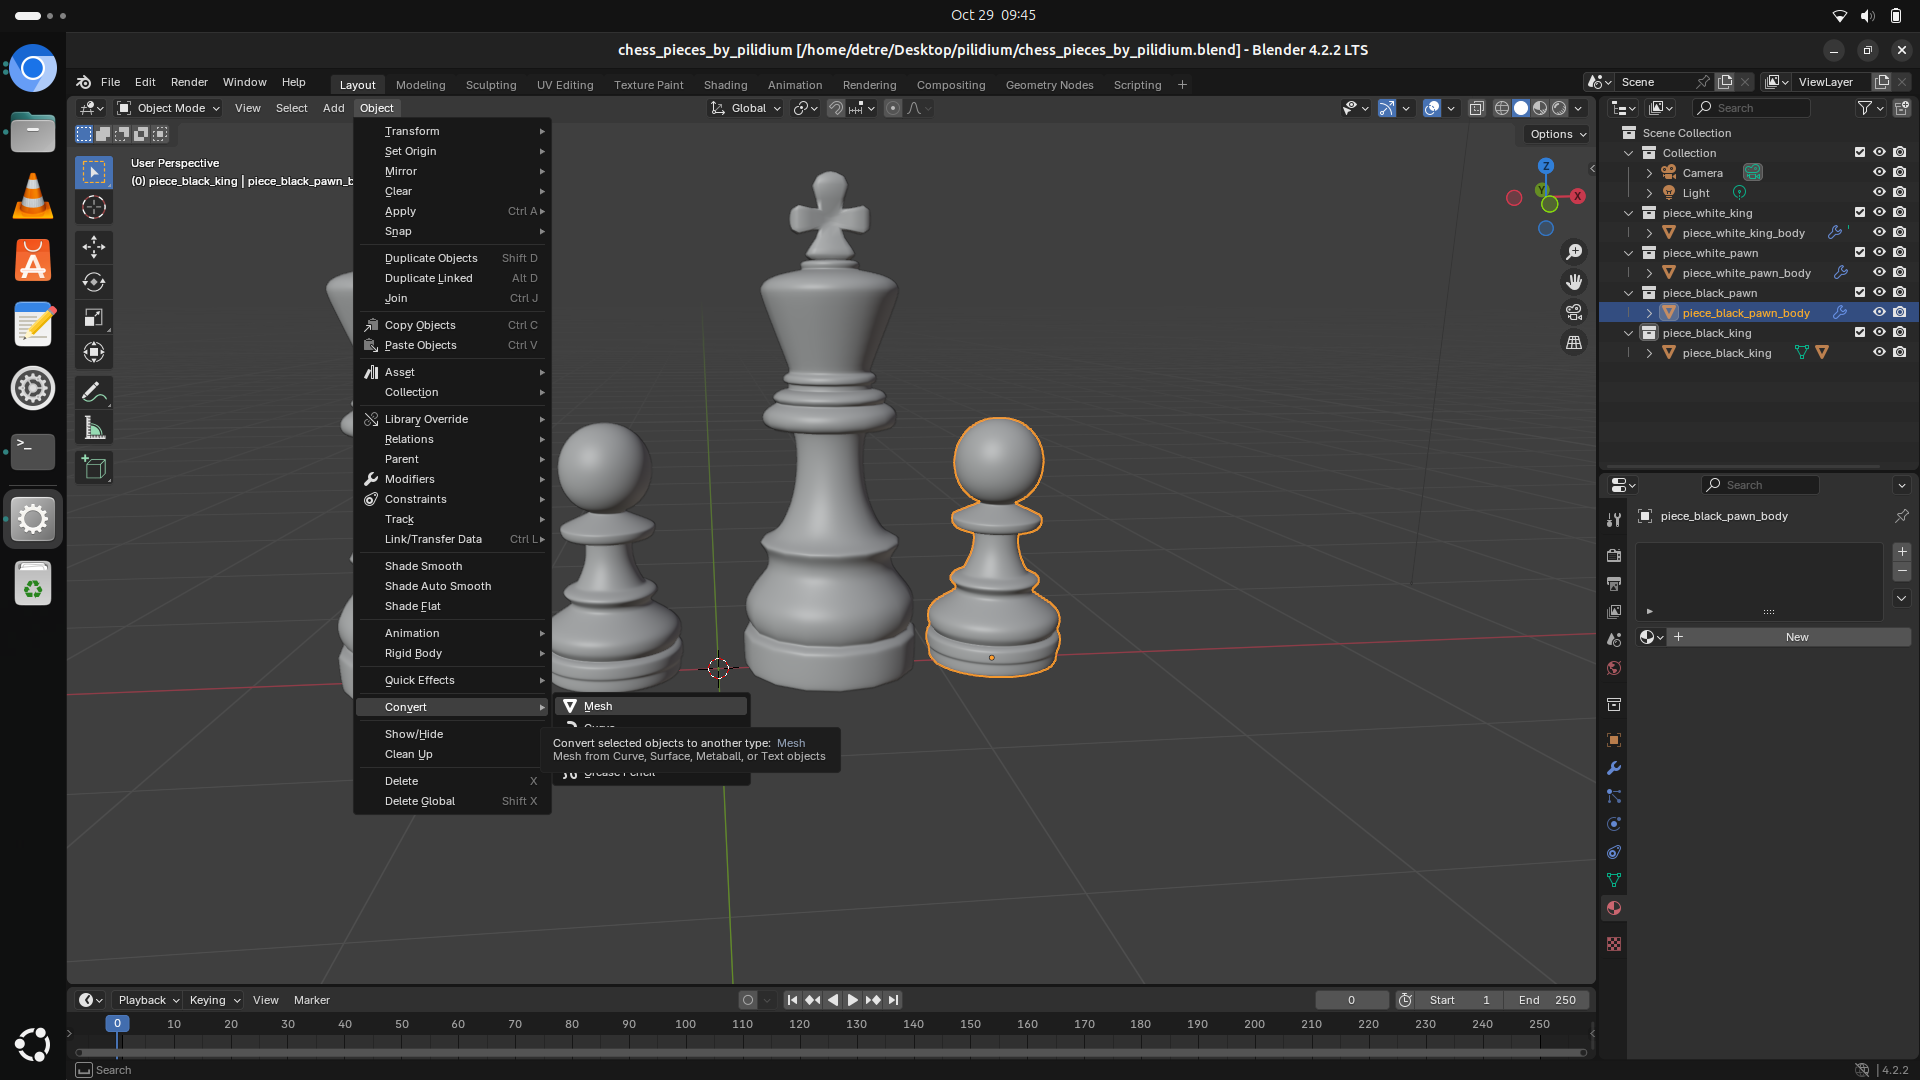 Oct 29 09:45
chess_pieces_by_pilidium [/home/detre/Desktop/pilidium/chess_pieces_by_pilidium.blend] - Blender 4.2.2 LTS
File Edit Render Window Help Layout Modeling Sculpting UV Editing Texture Paint Shading Animation Rendering Compositing Geometry Nodes Scripting Scene ViewLayer
Object Mode View Select Add Object Global Search
Options
User Perspective
(0) piece_black_king | piece_black_pawn_b
Transform
Set Origin
Mirror
Clear
Apply Ctrl A
Snap
Duplicate Objects Shift D
Duplicate Linked Alt D
Join Ctrl J
Copy Objects Ctrl C
Paste Objects Ctrl V
Asset
Collection
Library Override
Relations
Parent
Modifiers
Constraints
Track
Link/Transfer Data Ctrl L
Shade Smooth
Shade Auto Smooth
Shade Flat
Animation
Rigid Body
Quick Effects
Convert
Show/Hide
Clean Up
Delete X
Delete Global Shift X
Mesh
Convert selected objects to another type: Mesh
Mesh from Curve, Surface, Metaball, or Text objects
Z
Y
X
Scene Collection
Collection
Camera
Light
piece_white_king
piece_white_king_body
piece_white_pawn
piece_white_pawn_body
piece_black_pawn
piece_black_pawn_body
piece_black_king
piece_black_king
Search
piece_black_pawn_body
New
Playback Keying View Marker 0 Start 1 End 250
0 10 20 30 40 50 60 70 80 90 100 110 120 130 140 150 160 170 180 190 200 210 220 230 240 250
Search 4.2.2